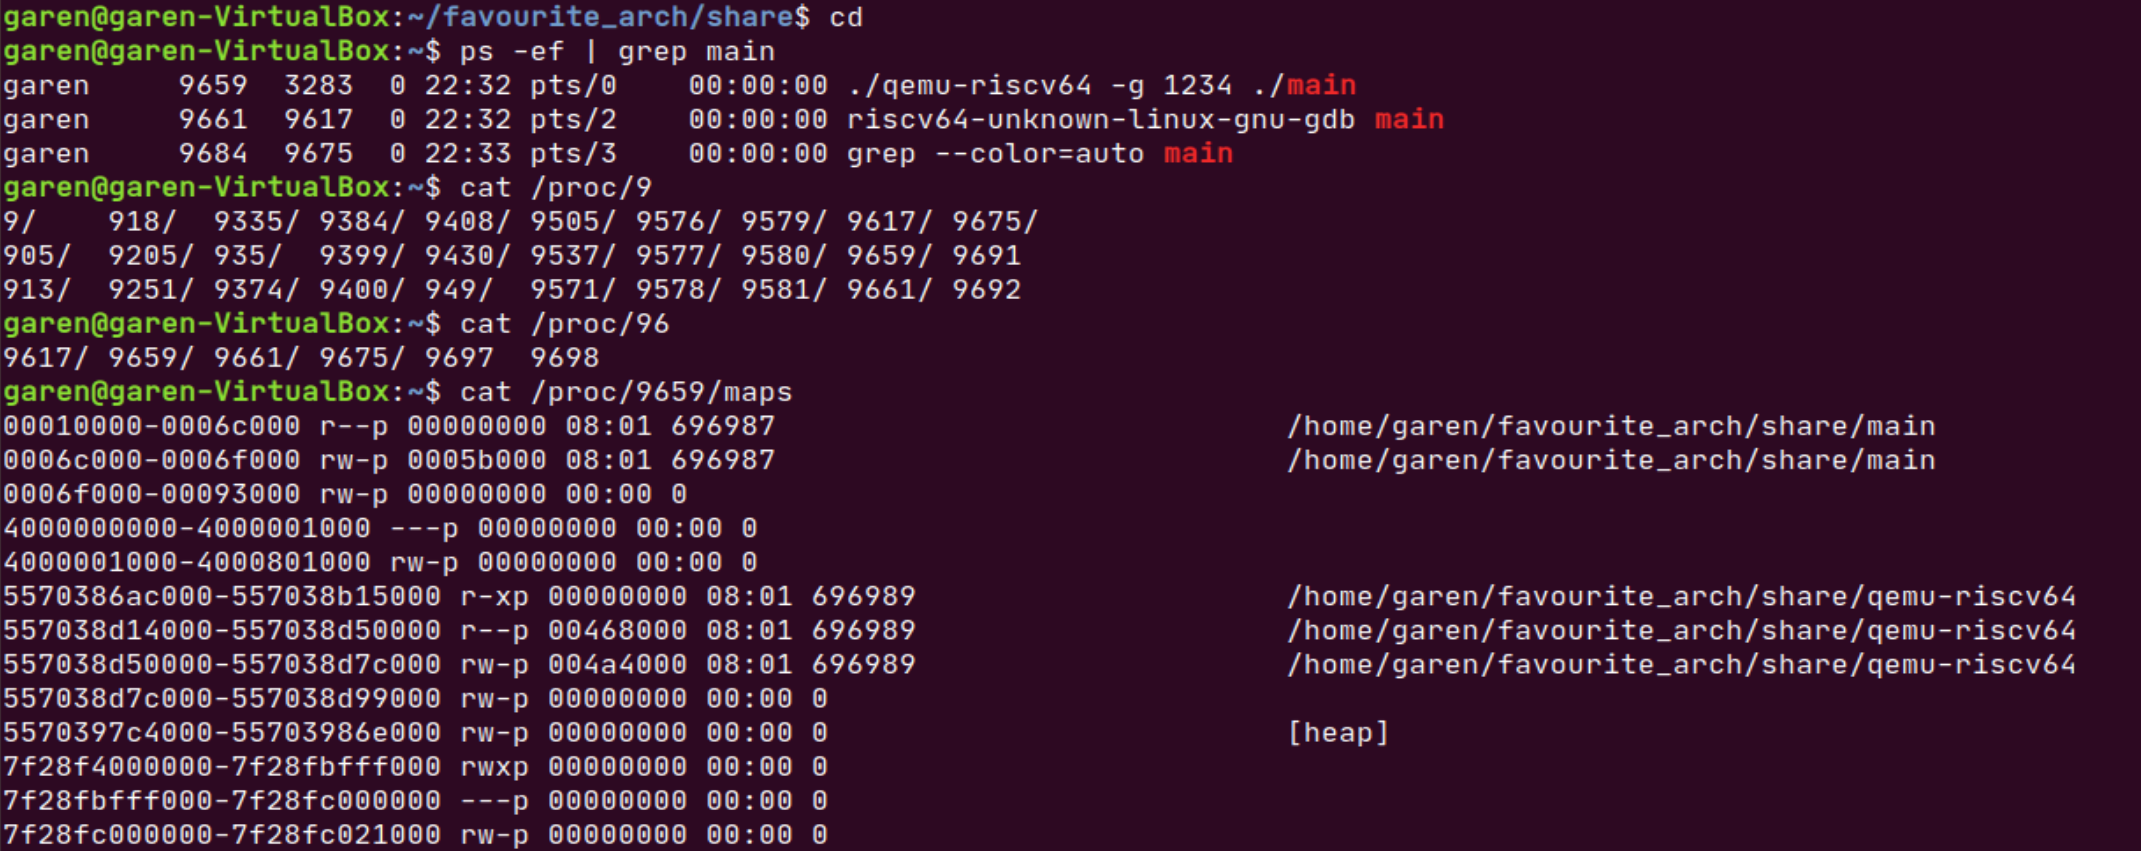 garen@garen-VirtualBox:~/favourite_arch/share$ cd
garen@garen-VirtualBox:~$ ps -ef | grep main
garen     9659  3283  0 22:32 pts/0    00:00:00 ./qemu-riscv64 -g 1234 ./main
garen     9661  9617  0 22:32 pts/2    00:00:00 riscv64-unknown-linux-gnu-gdb main
garen     9684  9675  0 22:33 pts/3    00:00:00 grep --color=auto main
garen@garen-VirtualBox:~$ cat /proc/9
9/    918/  9335/ 9384/ 9408/ 9505/ 9576/ 9579/ 9617/ 9675/
905/  9205/ 935/  9399/ 9430/ 9537/ 9577/ 9580/ 9659/ 9691
913/  9251/ 9374/ 9400/ 949/  9571/ 9578/ 9581/ 9661/ 9692
garen@garen-VirtualBox:~$ cat /proc/96
9617/ 9659/ 9661/ 9675/ 9697  9698
garen@garen-VirtualBox:~$ cat /proc/9659/maps
00010000-0006c000 r--p 00000000 08:01 696987                             /home/garen/favourite_arch/share/main
0006c000-0006f000 rw-p 0005b000 08:01 696987                             /home/garen/favourite_arch/share/main
0006f000-00093000 rw-p 00000000 00:00 0
4000000000-4000001000 ---p 00000000 00:00 0
4000001000-4000801000 rw-p 00000000 00:00 0
5570386ac000-557038b15000 r-xp 00000000 08:01 696989                     /home/garen/favourite_arch/share/qemu-riscv64
557038d14000-557038d50000 r--p 00468000 08:01 696989                     /home/garen/favourite_arch/share/qemu-riscv64
557038d50000-557038d7c000 rw-p 004a4000 08:01 696989                     /home/garen/favourite_arch/share/qemu-riscv64
557038d7c000-557038d99000 rw-p 00000000 00:00 0
5570397c4000-55703986e000 rw-p 00000000 00:00 0                          [heap]
7f28f4000000-7f28fbfff000 rwxp 00000000 00:00 0
7f28fbfff000-7f28fc000000 ---p 00000000 00:00 0
7f28fc000000-7f28fc021000 rw-p 00000000 00:00 0